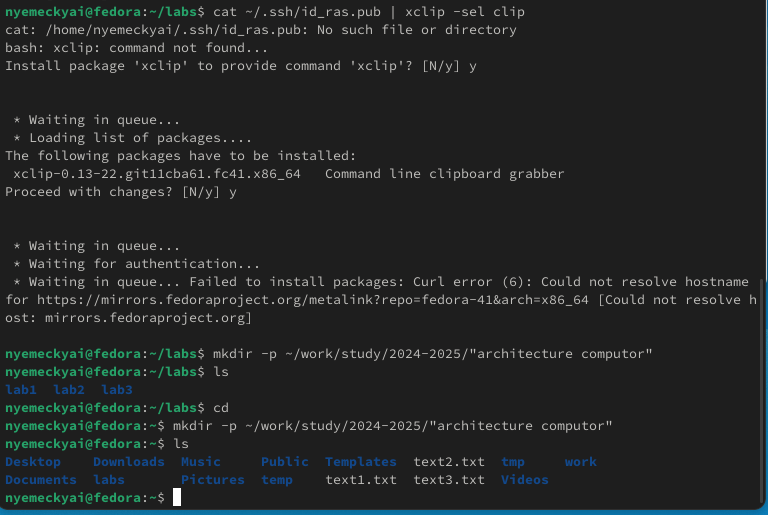 nyemeckyai@fedora:~/labs$ cat ~/.ssh/id_ras.pub | xclip -sel clip
cat: /home/nyemeckyai/.ssh/id_ras.pub: No such file or directory
bash: xclip: command not found...
Install package 'xclip' to provide command 'xclip'? [N/y] y
* Waiting in queue...
* Loading list of packages....
The following packages have to be installed:
xclip-0.13-22.git11cba61.fc41.x86_64 Command line clipboard grabber
Proceed with changes? [N/y] y
* Waiting in queue...
* Waiting for authentication...
* Waiting in queue... Failed to install packages: Curl error (6): Could not resolve hostname
for https://mirrors.fedoraproject.org/metalink?repo=fedora-41&arch=x86_64 [Could not resolve h
ost: mirrors.fedoraproject.org]
nyemeckyai@fedora:~/labs$ mkdir -p ~/work/study/2024-2025/"architecture computor"
nyemeckyai@fedora:~/labs$ ls
lab1 lab2 lab3
nyemeckyai@fedora:~/labs$ cd
nyemeckyai@fedora:~$ mkdir -p ~/work/study/2024-2025/"architecture computor"
nyemeckyai@fedora:~$ ls
Desktop Downloads Music Public Templates text2.txt tmp work
Documents labs Pictures temp text1.txt text3.txt Videos
nyemeckyai@fedora:~$